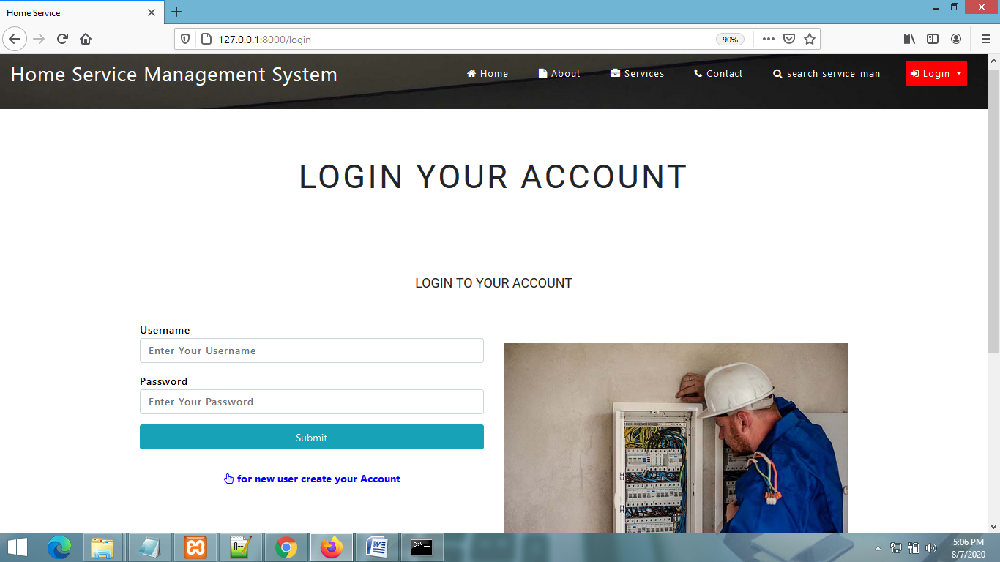 Home Service
127.0.0.1:8000/login
90%
Home Service Management System
Home
About
Services
Contact
search service_man
Login
LOGIN YOUR ACCOUNT
LOGIN TO YOUR ACCOUNT
Username
Enter Your Username
Password
Enter Your Password
Submit
for new user create your Account
5:06 PM
8/7/2020